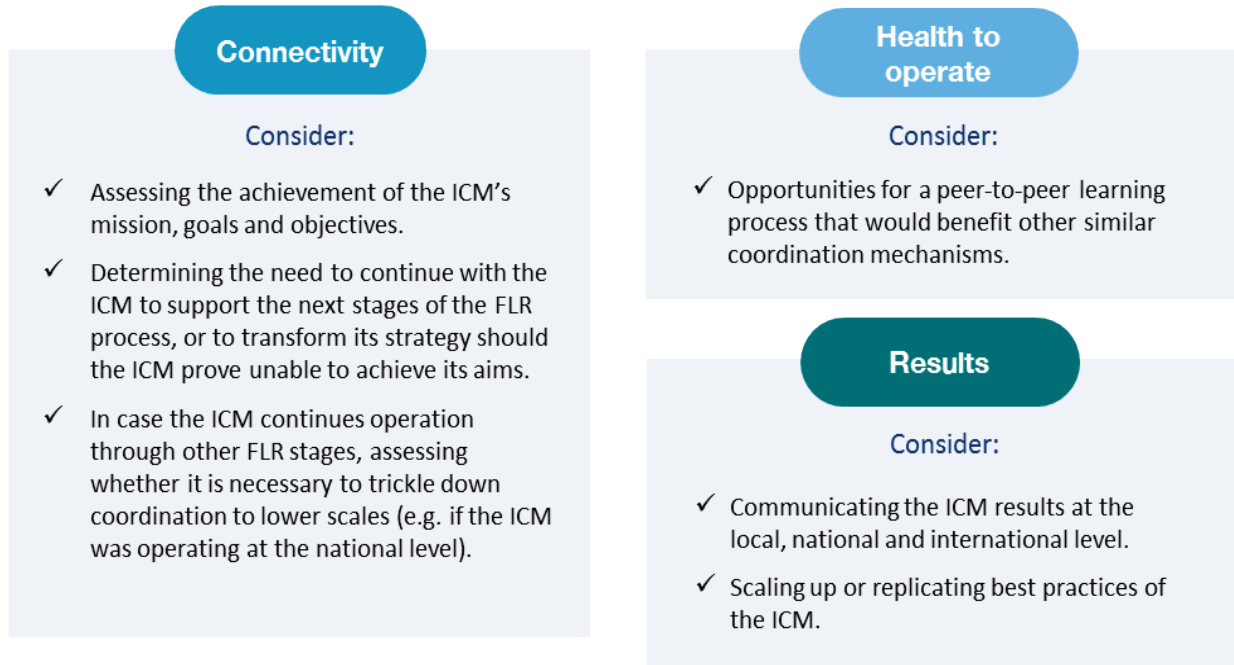 Connectivity
Consider:
✓ Assessing the achievement of the ICM's
mission, goals and objectives.
✓ Determining the need to continue with the
ICM to support the next stages of the FLR
process, or to transform its strategy should
the ICM prove unable to achieve its aims.
✓ In case the ICM continues operation
through other FLR stages, assessing
whether it is necessary to trickle down
coordination to lower scales (e.g. if the ICM
was operating at the national level).
Health to
operate
Consider:
✓ Opportunities for a peer-to-peer learning
process that would benefit other similar
coordination mechanisms.
Results
Consider:
✓ Communicating the ICM results at the
local, national and international level.
✓ Scaling up or replicating best practices of
the ICM.